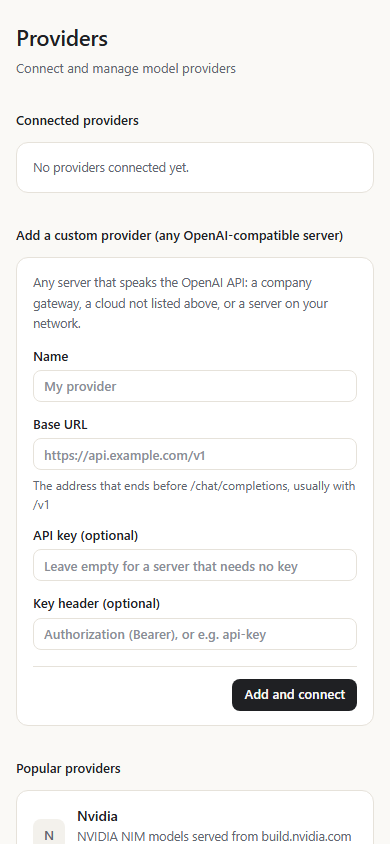 Providers
Connect and manage model providers
Connected providers
No providers connected yet.
Add a custom provider (any OpenAI-compatible server)
Any server that speaks the OpenAI API: a company
gateway, a cloud not listed above, or a server on your
network.
Name
My provider
Base URL
https://api.example.com/v1
The address that ends before /chat/completions, usually with
/v1
API key (optional)
Leave empty for a server that needs no key
Key header (optional)
Authorization (Bearer), or e.g. api-key
Add and connect
Popular providers
Nvidia
N
NVIDIA NIM models served from build.nvidia.com